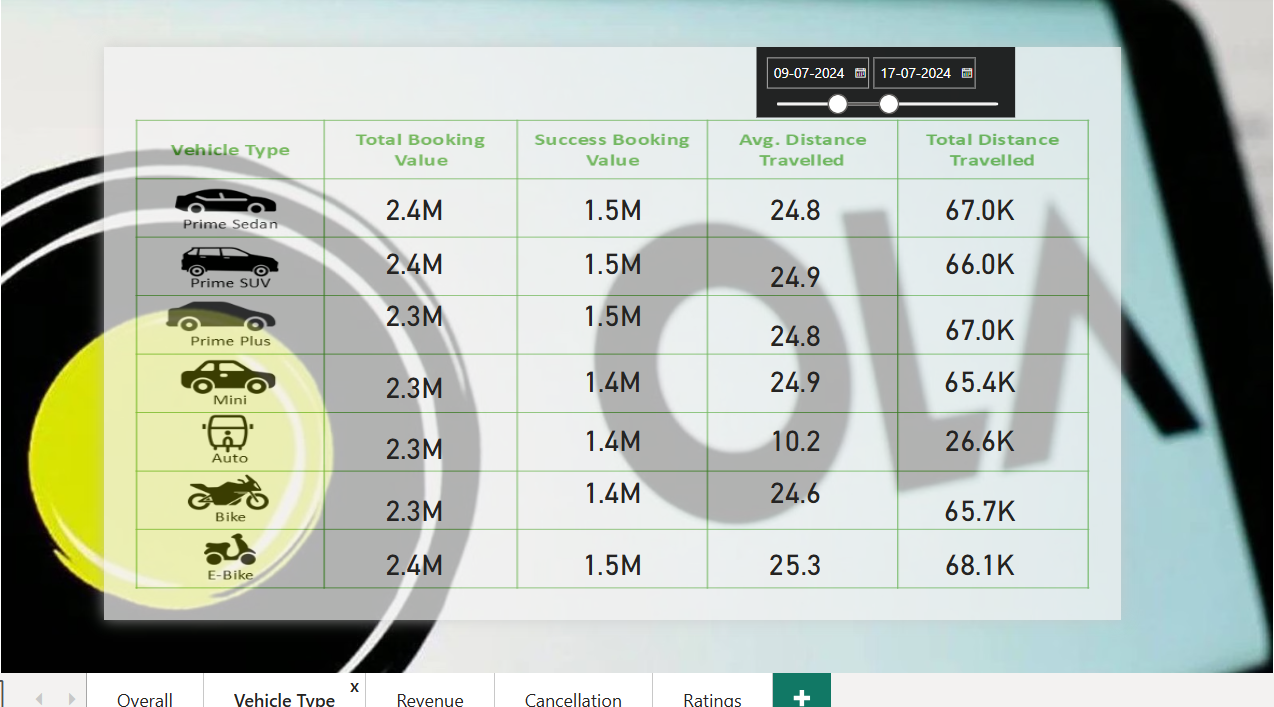 09-07-2024 17-07-2024
Vehicle Type Total Booking Value Success Booking Value Avg. Distance Travelled Total Distance Travelled
Prime Sedan 2.4M 1.5M 24.8 67.0K
Prime SUV 2.4M 1.5M 24.9 66.0K
Prime Plus 2.3M 1.5M 24.8 67.0K
Mini 2.3M 1.4M 24.9 65.4K
Auto 2.3M 1.4M 10.2 26.6K
Bike 2.3M 1.4M 24.6 65.7K
E-Bike 2.4M 1.5M 25.3 68.1K
OLA
Overall Vehicle Type x Revenue Cancellation Ratings +